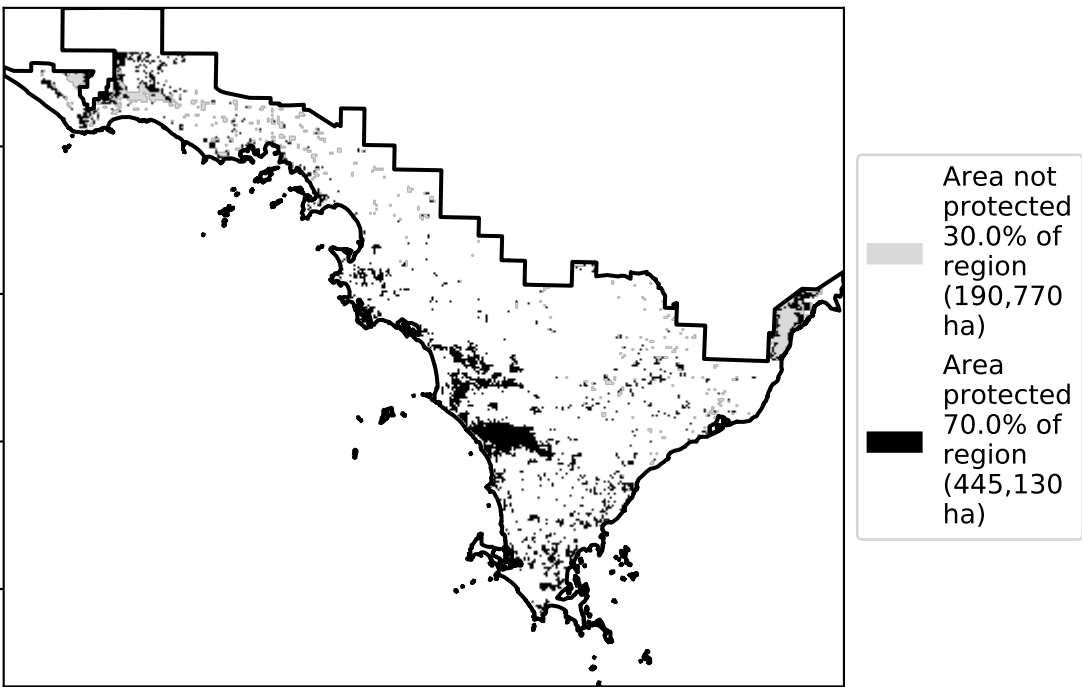 Area not
protected
30.0% of
region
(190,770
ha)
Area
protected
70.0% of
region
(445,130
ha)